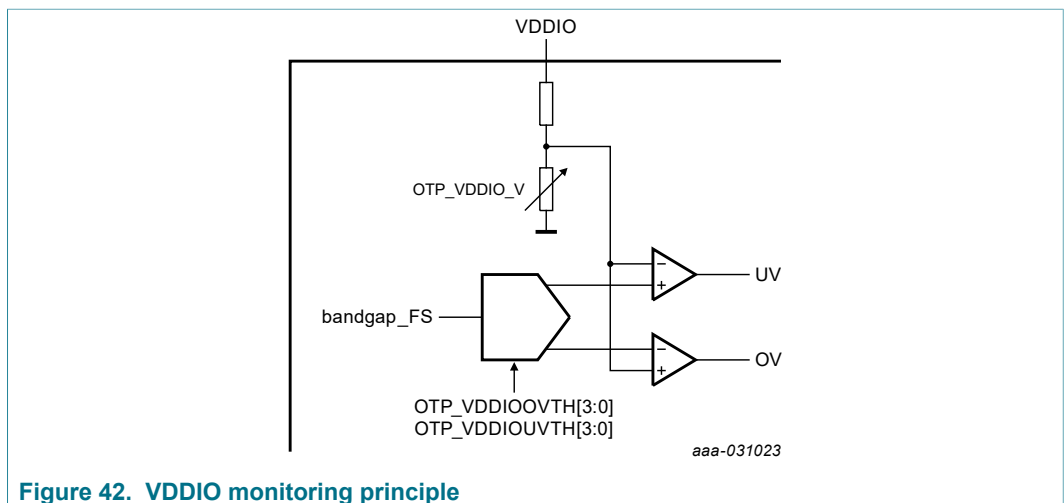 VDDIO
OTP_VDDIO_V
−
+
UV
bandgap_FS
−
+
OV
OTP_VDDIOOVTH[3:0]
OTP_VDDIOUVTH[3:0]
aaa-031023
Figure 42. VDDIO monitoring principle